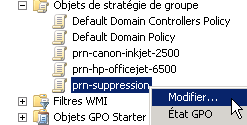 Objets de stratégie de groupe
Default Domain Controllers Policy
Default Domain Policy
prn-canon-inkjet-2500
prn-hp-officejet-6500
prn-suppression
Modifier...
Filtres WMI
État GPO
Objets GPO Starter